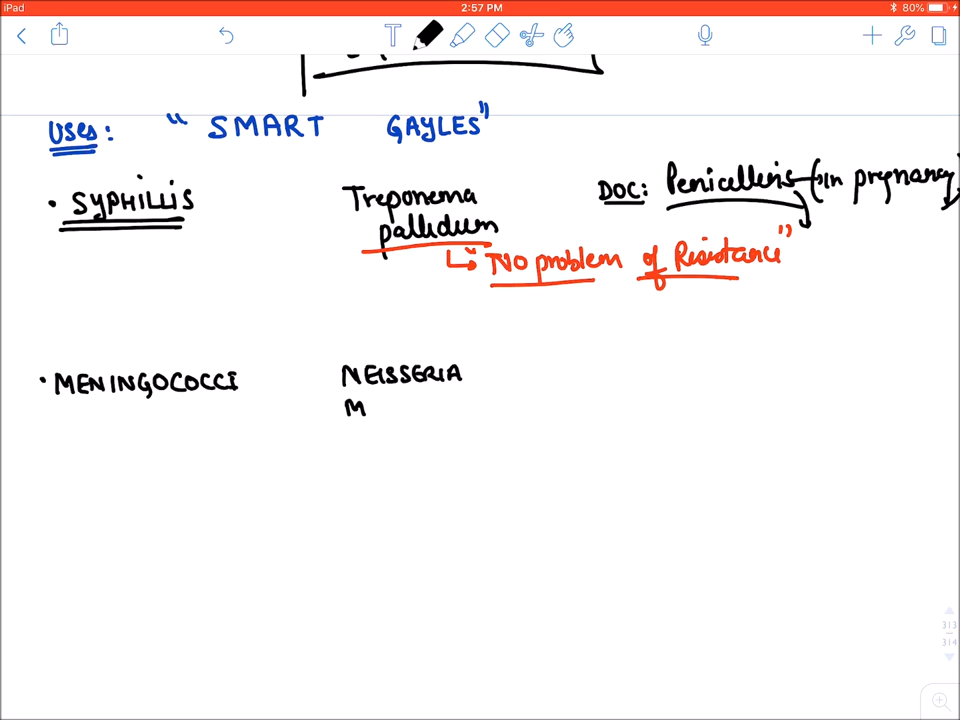 iPad 2:57 PM 80%
T
Uses: “ SMART GAYLES”
• SYPHILLIS Treponema DOC: Penicillins (in pregnancy)
pallidum
No problem of Resistance”
• MENINGOCOCCI NEISSERIA
M
313
314